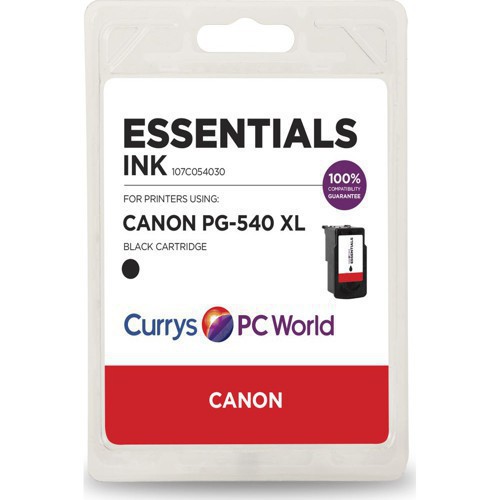 ESSENTIALS
INK 107C054030
100%
COMPATIBILITY
GUARANTEE
FOR PRINTERS USING:
CANON PG-540 XL
BLACK CARTRIDGE
ESSENTIALS
Currys PC World
CANON